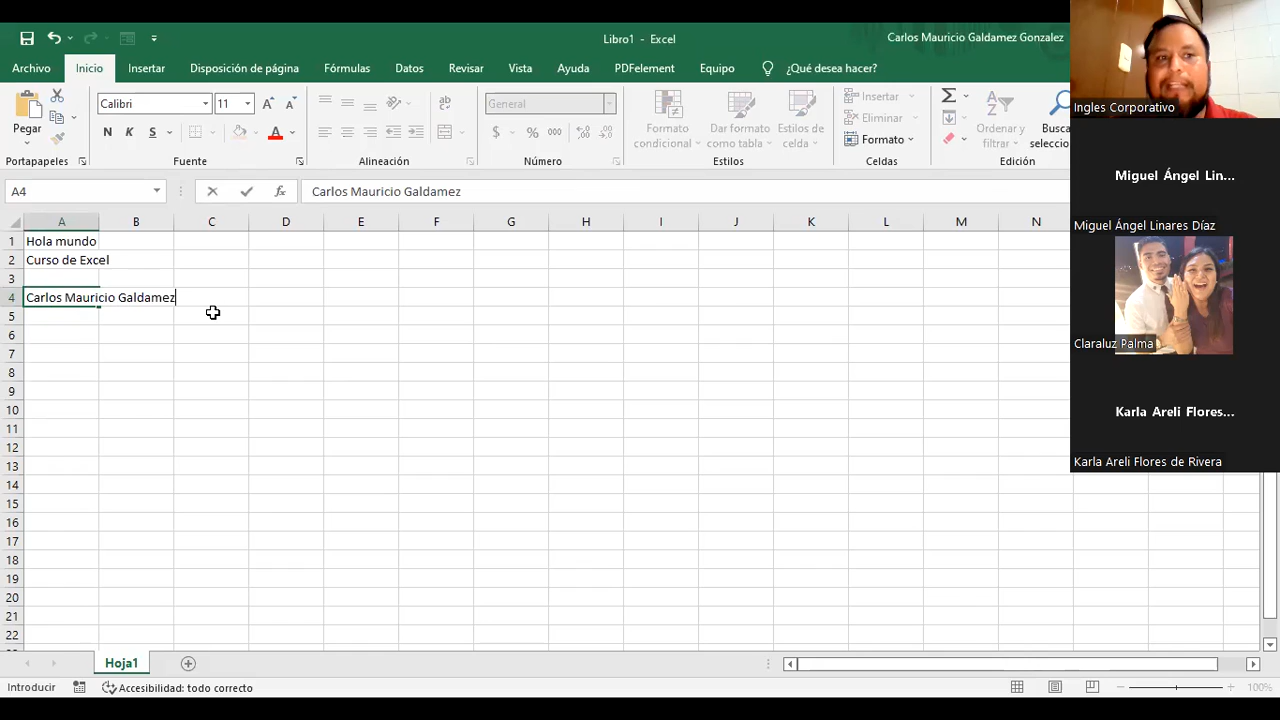 Libro1 - Excel
Carlos Mauricio Galdamez Gonzalez
Archivo Inicio Insertar Disposición de página Fórmulas Datos Revisar Vista Ayuda PDFelement Equipo ¿Qué desea hacer?
Pegar
Calibri 11
N K S
General
$ % 000
Formato condicional
Dar formato como tabla
Estilos de celda
Insertar
Eliminar
Formato
Ordenar y filtrar
Busca
seleccio
Portapapeles Fuente Alineación Número Estilos Celdas Edición
A4 fx Carlos Mauricio Galdamez
A B C D E F G H I J K L M N
1 Hola mundo
2 Curso de Excel
3
4 Carlos Mauricio Galdamez
5
6
7
8
9
10
11
12
13
14
15
16
17
18
19
20
21
22
Hoja1
Introducir Accesibilidad: todo correcto 100%
Ingles Corporativo
Miguel Ángel Lin...
Miguel Ángel Linares Díaz
Claraluz Palma
Karla Areli Flores...
Karla Areli Flores de Rivera